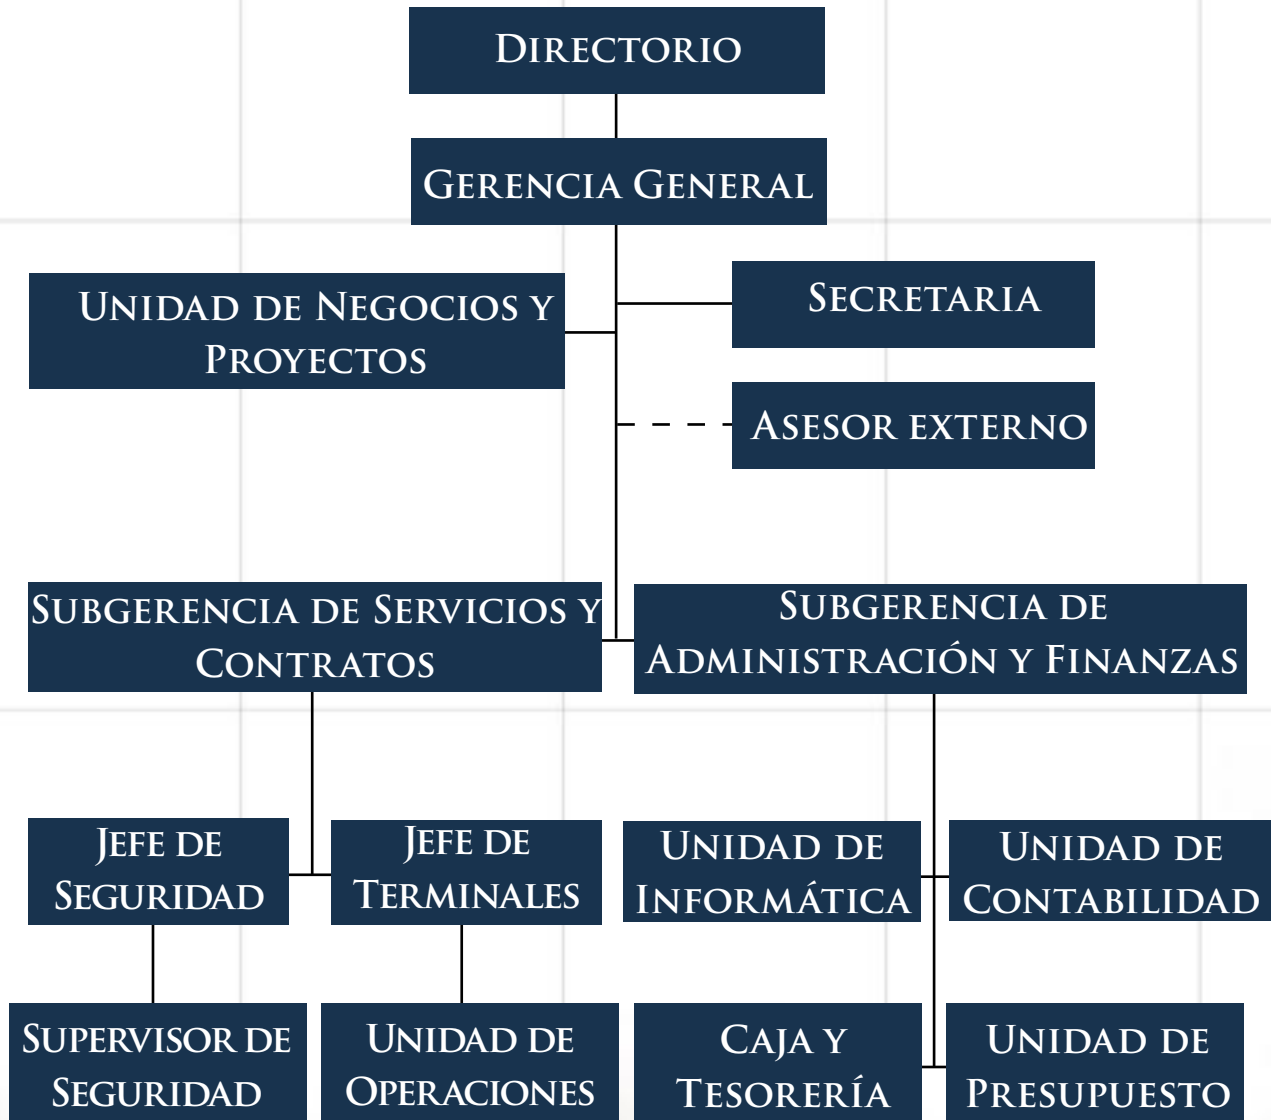 Directorio
Gerencia General
Unidad de Negocios y
Proyectos
Secretaria
Asesor externo
Subgerencia de Servicios y
Contratos
Subgerencia de
Administración y Finanzas
Jefe de
Seguridad
Jefe de
Terminales
Unidad de
Informática
Unidad de
Contabilidad
Supervisor de
Seguridad
Unidad de
Operaciones
Caja y
Tesorería
Unidad de
Presupuesto